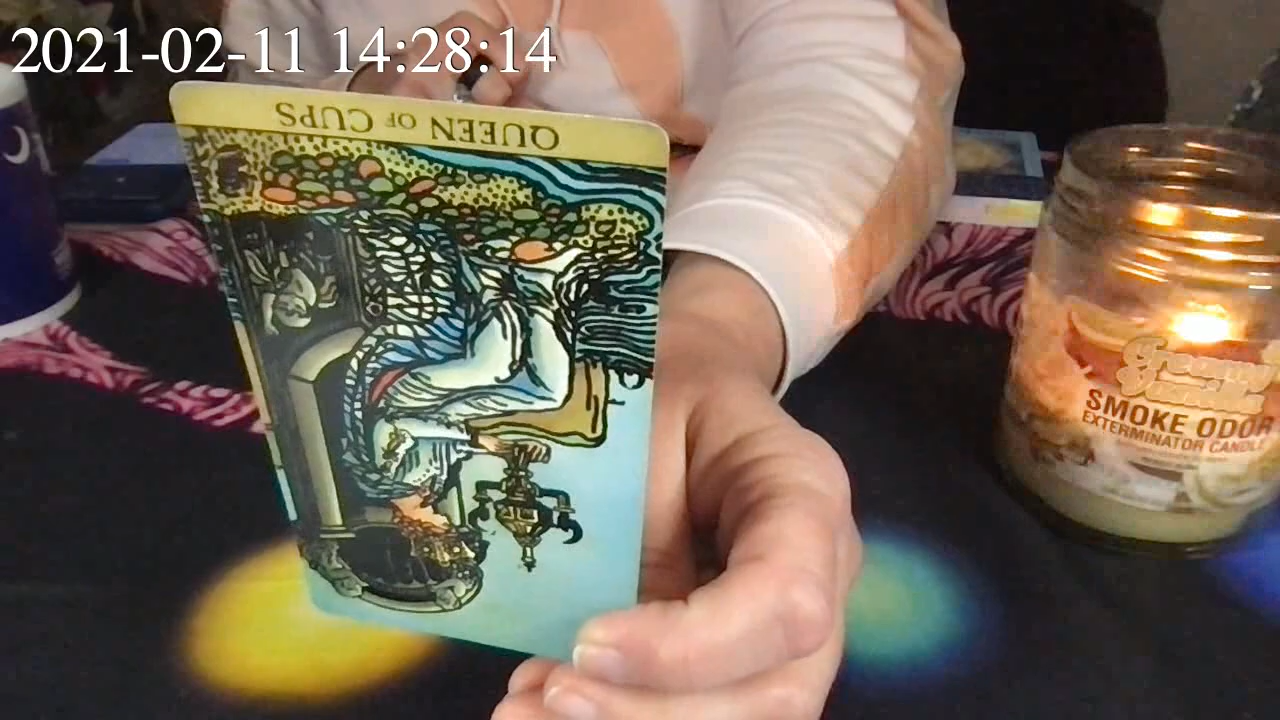 2021-02-11 14:28:14
QUEEN OF CUPS
Creamy
Vanilla
SMOKE ODOR
EXTERMINATOR CANDLE